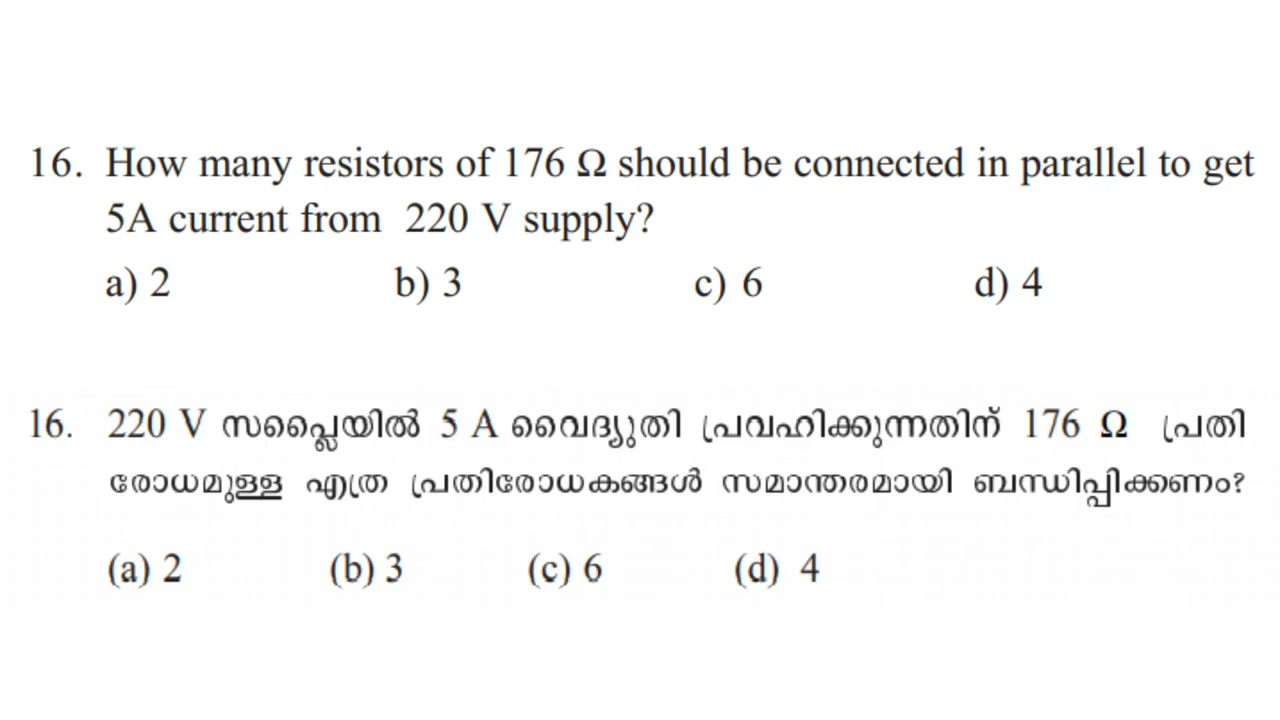 16. How many resistors of 176 Ω should be connected in parallel to get
5A current from 220 V supply?
a) 2 b) 3 c) 6 d) 4
16. 220 V സപ്ലൈയിൽ 5 A വൈദ്യുതി പ്രവഹിക്കുന്നതിന് 176 Ω പ്രതി
രോധമുള്ള എത്ര പ്രതിരോധകങ്ങൾ സമാന്തരമായി ബന്ധിപ്പിക്കണം?
(a) 2 (b) 3 (c) 6 (d) 4